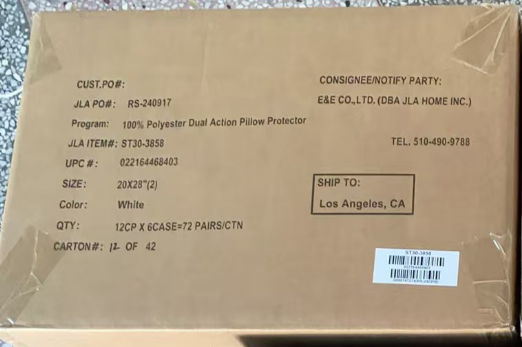 CUST.PO#:
JLA PO#: RS-240917
Program: 100% Polyester Dual Action Pillow Protector
JLA ITEM#: ST30-3858
UPC #: 022164468403
SIZE: 20X28"(2)
Color: White
QTY: 12CP X 6CASE=72 PAIRS/CTN
CARTON#: 12 OF 42
CONSIGNEE/NOTIFY PARTY:
E&E CO.,LTD. (DBA JLA HOME INC.)
TEL. 510-490-9788
SHIP TO:
Los Angeles, CA
ST30-3858